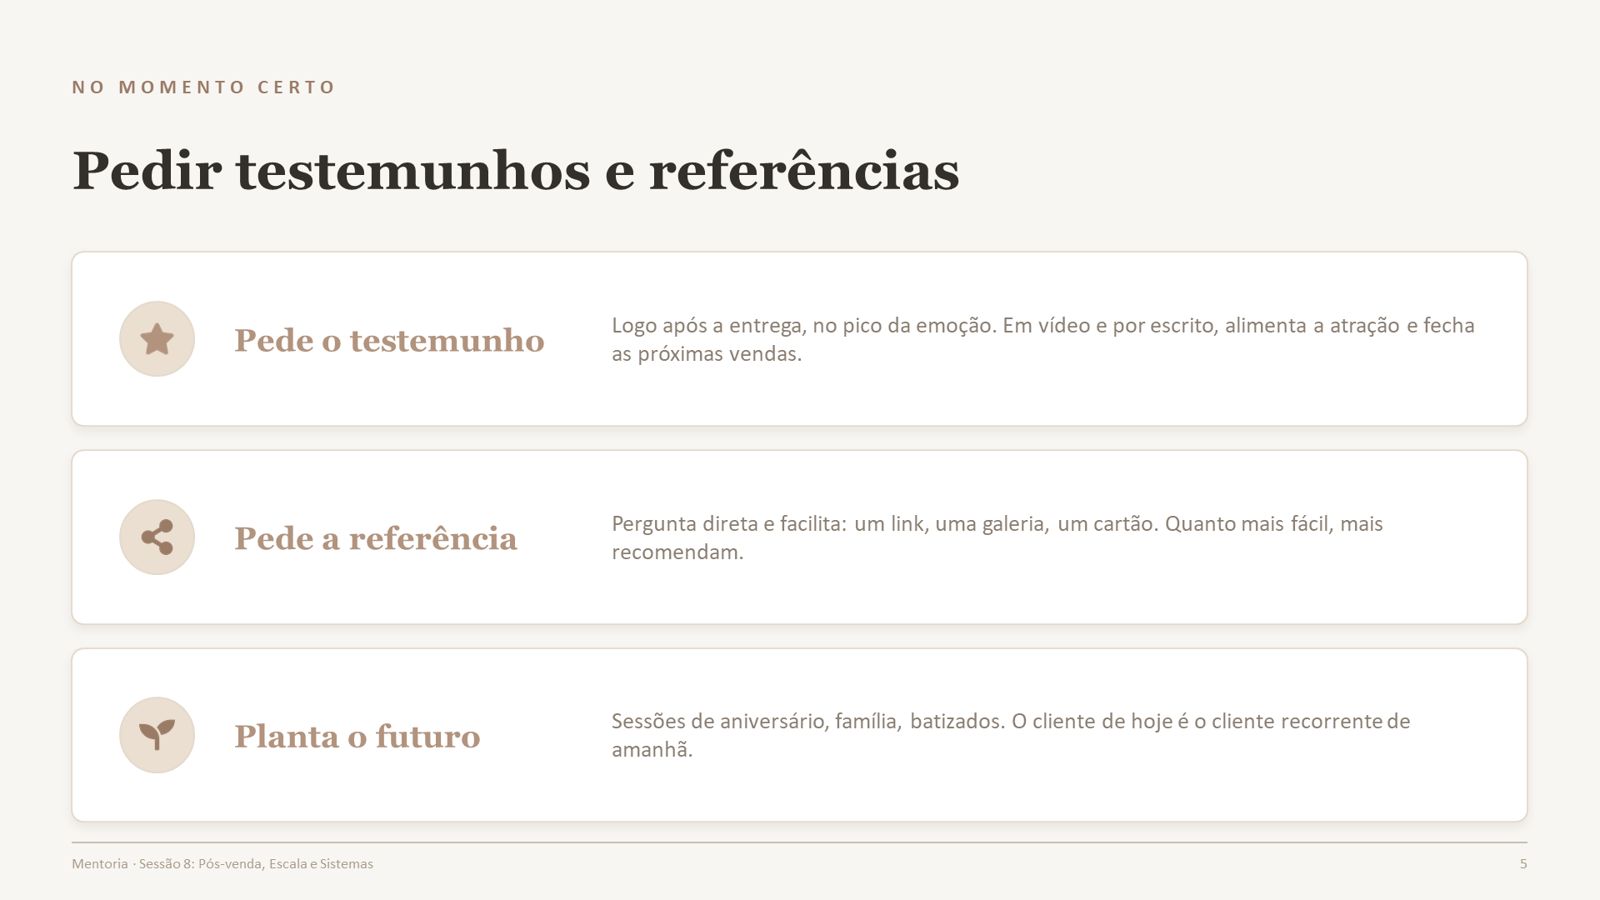 NO MOMENTO CERTO
Pedir testemunhos e referências
Pede o testemunho
Logo após a entrega, no pico da emoção. Em vídeo e por escrito, alimenta a atração e fecha
as próximas vendas.
Pede a referência
Pergunta direta e facilita: um link, uma galeria, um cartão. Quanto mais fácil, mais
recomendam.
Planta o futuro
Sessões de aniversário, família, batizados. O cliente de hoje é o cliente recorrente de
amanhã.
Mentoria · Sessão 8: Pós-venda, Escala e Sistemas
5